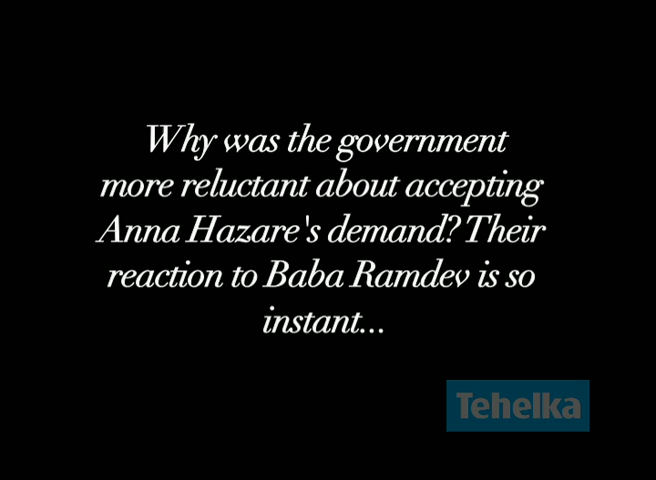 Why was the government
more reluctant about accepting
Anna Hazare's demand? Their
reaction to Baba Ramdev is so
instant...
Tehelka